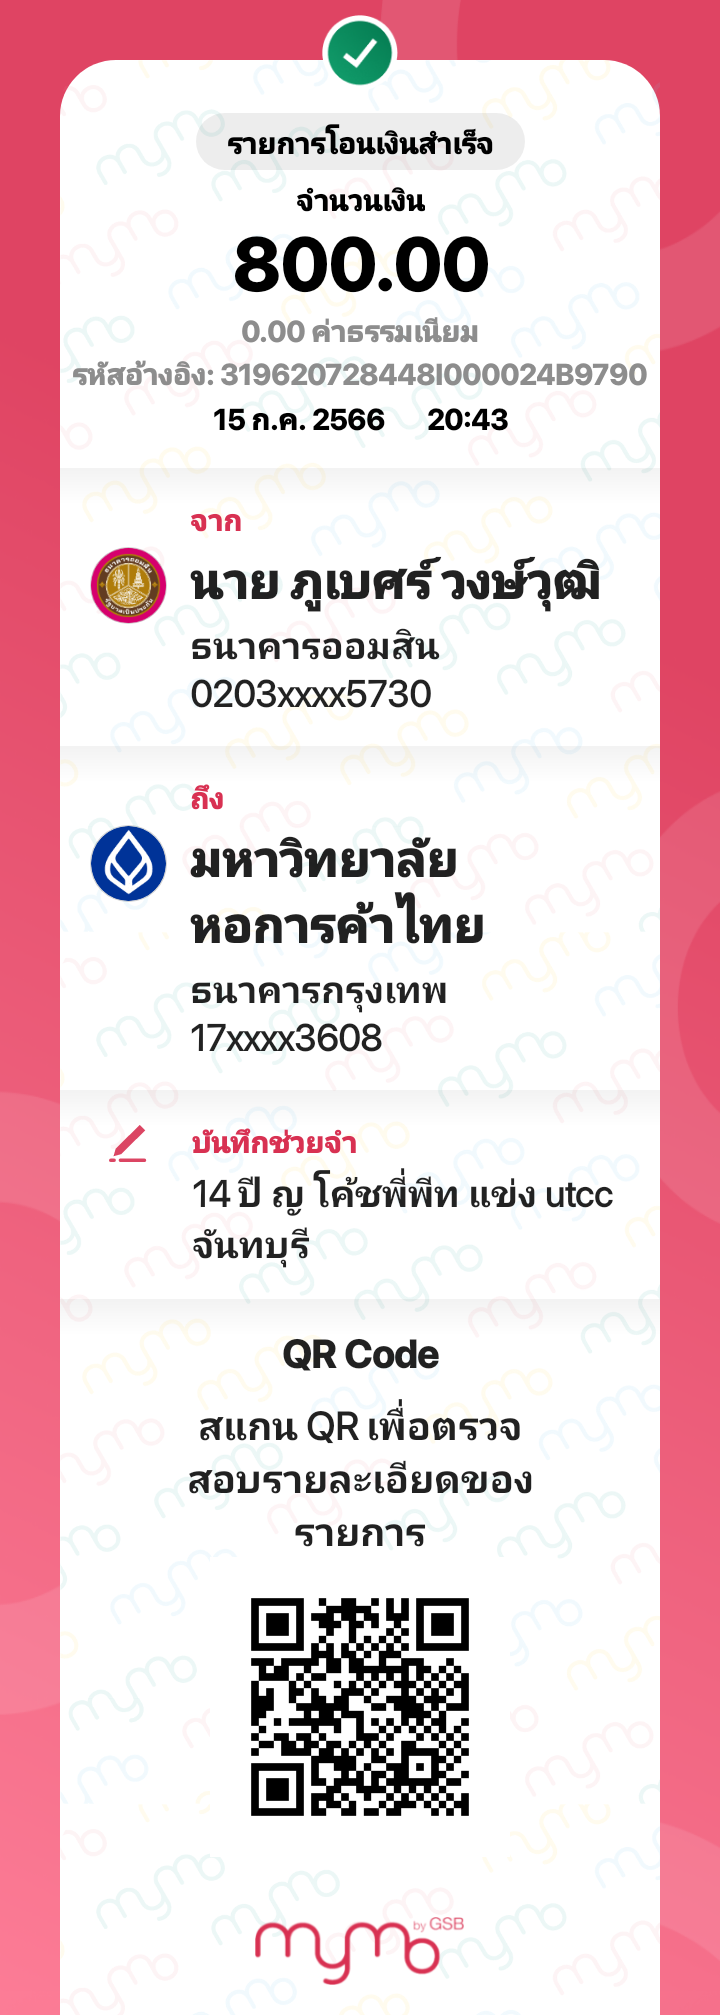 รายการโอนเงินสำเร็จ
จำนวนเงิน
800.00
0.00 ค่าธรรมเนียม
รหัสอ้างอิง: 319620728448I000024B9790
15 ก.ค. 2566 20:43
จาก
นาย ภูเบศร์ วงษ์วุฒิ
ธนาคารออมสิน
0203xxxx5730
ถึง
มหาวิทยาลัย
หอการค้าไทย
ธนาคารกรุงเทพ
17xxxx3608
บันทึกช่วยจำ
14 ปี ญ โค้ชพี่พีท แข่ง utcc
จันทบุรี
QR Code
สแกน QR เพื่อตรวจ
สอบรายละเอียดของ
รายการ
mymo by GSB